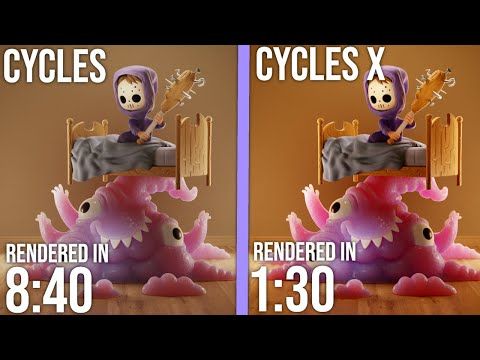 CYCLES
RENDERED IN
8:40
CYCLES X
RENDERED IN
1:30